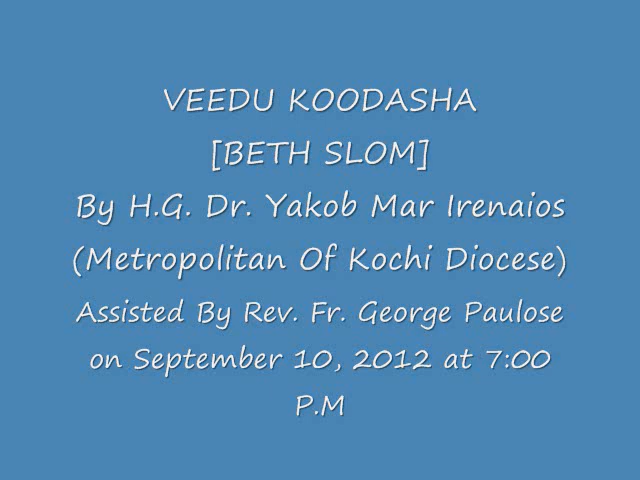 VEEDU KOODASHA
[BETH SLOM]
By H.G. Dr. Yakob Mar Irenaios
(Metropolitan Of Kochi Diocese)
Assisted By Rev. Fr. George Paulose
on September 10, 2012 at 7:00
P.M